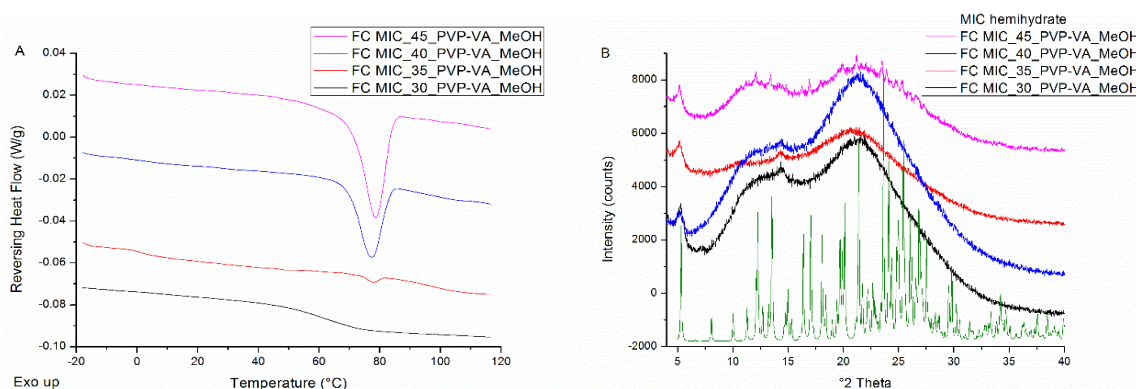 A
FC MIC_45_PVP-VA_MeOH
FC MIC_40_PVP-VA_MeOH
FC MIC_35_PVP-VA_MeOH
FC MIC_30_PVP-VA_MeOH
Reversing Heat Flow (W/g)
0.04
0.02
0.00
-0.02
-0.04
-0.06
-0.08
-0.10
-20 0 20 40 60 80 100 120
Exo up
Temperature (°C)
B
MIC hemihydrate
FC MIC_45_PVP-VA_MeOH
FC MIC_40_PVP-VA_MeOH
FC MIC_35_PVP-VA_MeOH
FC MIC_30_PVP-VA_MeOH
Intensity (counts)
8000
6000
4000
2000
0
-2000
5 10 15 20 25 30 35 40
°2 Theta